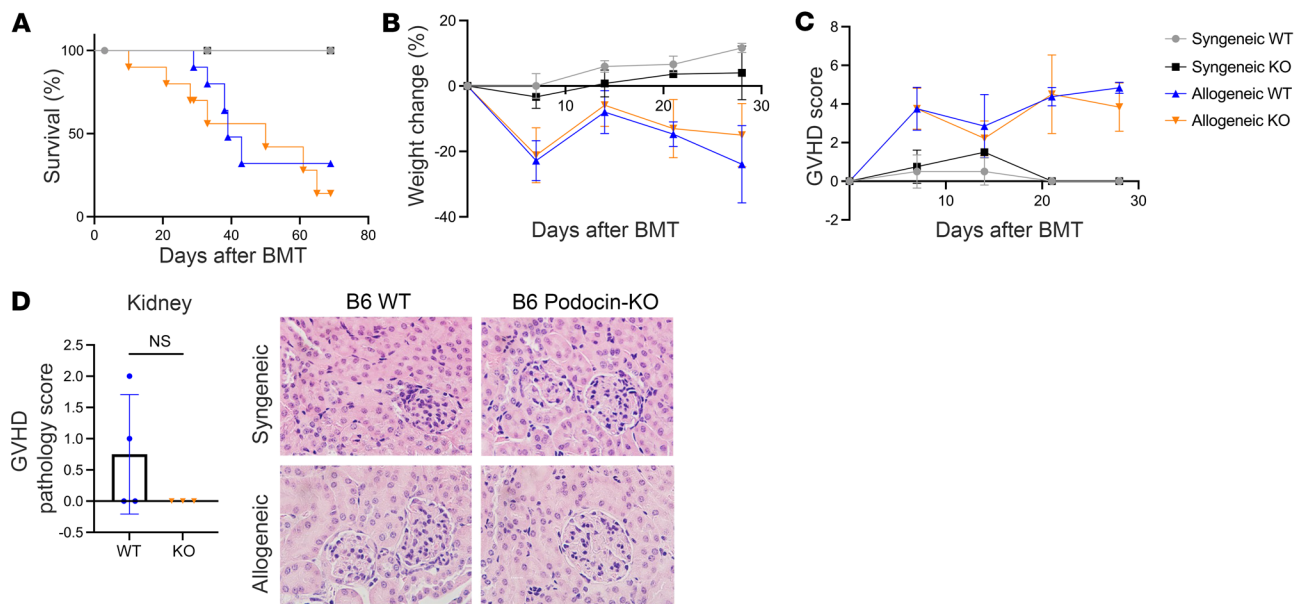 A
Survival (%)
100
50
0
0 20 40 60 80
Days after BMT
B
Weight change (%)
20
0
-20
-40
10 20 30
Days after BMT
C
GVHD score
8
6
4
2
0
-2
10 20 30
Days after BMT
Syngeneic WT
Syngeneic KO
Allogeneic WT
Allogeneic KO
D
Kidney
GVHD
pathology score
2.5
2.0
1.5
1.0
0.5
0.0
-0.5
NS
WT KO
B6 WT B6 Podocin-KO
Syngeneic
Allogeneic